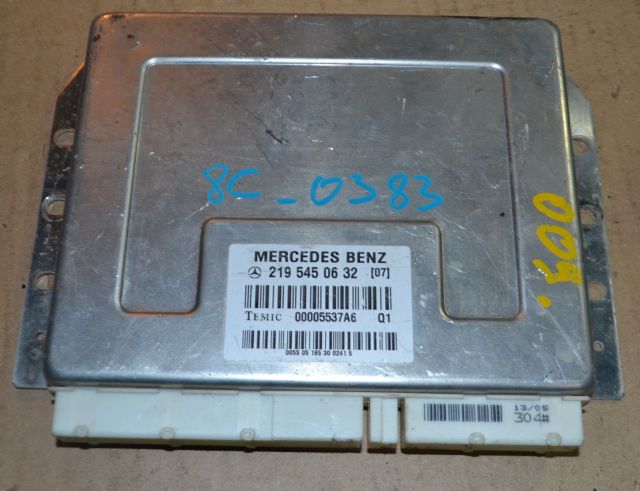 8C_0383
009.
MERCEDES BENZ
219 545 06 32 [07]
TEMIC 00005537A6 Q1
0055 05 165 30 0241 5
13/05
304#